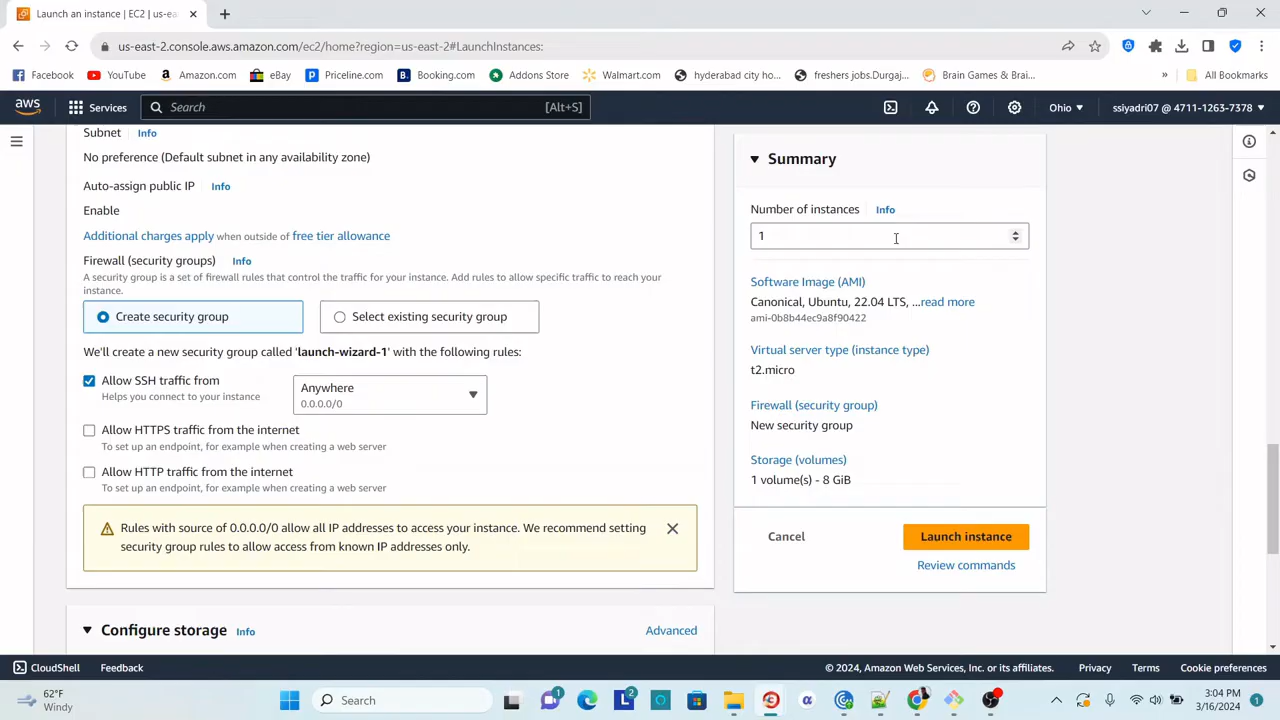 Launch an instance | EC2 | us-ea
us-east-2.console.aws.amazon.com/ec2/home?region=us-east-2#LaunchInstances:
Facebook YouTube Amazon.com eBay Priceline.com Booking.com Addons Store Walmart.com hyderabad city ho... freshers jobs.Durgaj... Brain Games & Brai... » All Bookmarks
aws Services Search [Alt+S] Ohio ssiyadri07 @ 4711-1263-7378
Subnet Info
No preference (Default subnet in any availability zone)
Auto-assign public IP Info
Enable
Additional charges apply when outside of free tier allowance
Firewall (security groups) Info
A security group is a set of firewall rules that control the traffic for your instance. Add rules to allow specific traffic to reach your
instance.
Create security group Select existing security group
We'll create a new security group called 'launch-wizard-1' with the following rules:
Allow SSH traffic from
Helps you connect to your instance
Anywhere
0.0.0.0/0
Allow HTTPS traffic from the internet
To set up an endpoint, for example when creating a web server
Allow HTTP traffic from the internet
To set up an endpoint, for example when creating a web server
Rules with source of 0.0.0.0/0 allow all IP addresses to access your instance. We recommend setting
security group rules to allow access from known IP addresses only.
Configure storage Info Advanced
Summary
Number of instances Info
1
Software Image (AMI)
Canonical, Ubuntu, 22.04 LTS, ...read more
ami-0b8b44ec9a8f90422
Virtual server type (instance type)
t2.micro
Firewall (security group)
New security group
Storage (volumes)
1 volume(s) - 8 GiB
Cancel Launch instance
Review commands
CloudShell Feedback © 2024, Amazon Web Services, Inc. or its affiliates. Privacy Terms Cookie preferences
62°F
Windy
Search
1
2
3:04 PM
3/16/2024
1